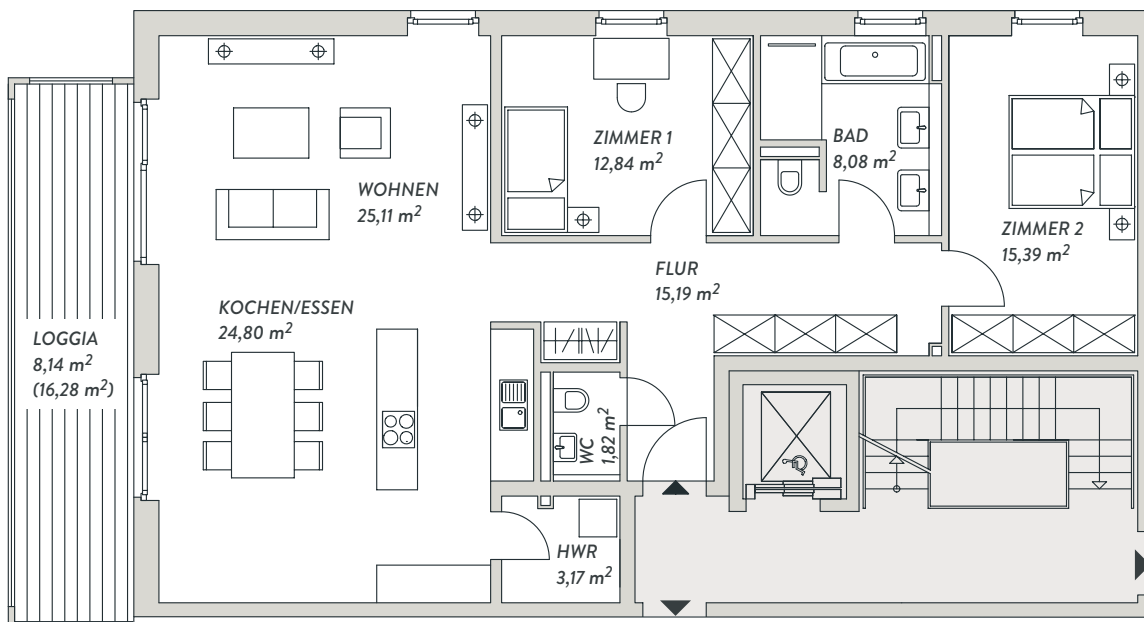 ZIMMER 1
12,84 m²
BAD
8,08 m²
WOHNEN
25,11 m²
ZIMMER 2
15,39 m²
FLUR
15,19 m²
KOCHEN/ESSEN
24,80 m²
LOGGIA
8,14 m²
(16,28 m²)
WC
1,82 m²
HWR
3,17 m²